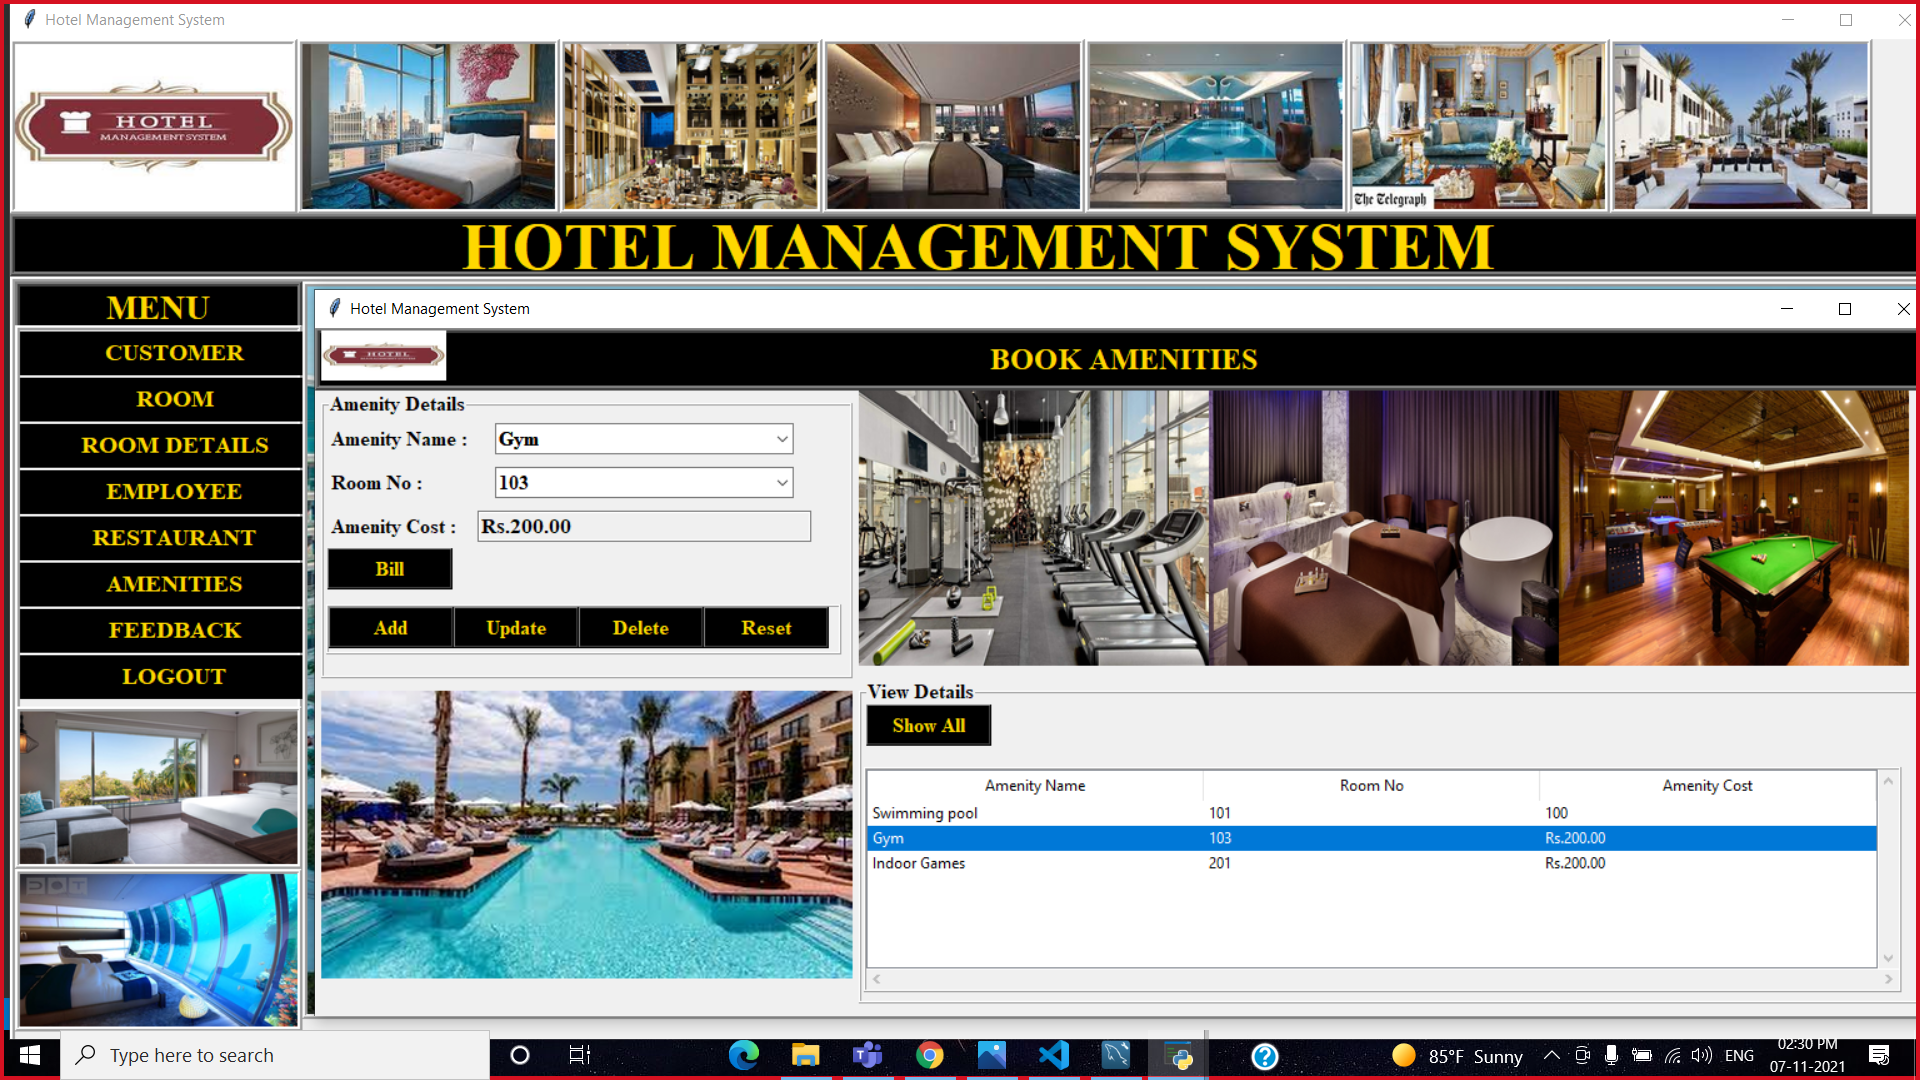 Hotel Management System
HOTEL
MANAGEMENT SYSTEM
The Telegraph
HOTEL MANAGEMENT SYSTEM
MENU
CUSTOMER
ROOM
ROOM DETAILS
EMPLOYEE
RESTAURANT
AMENITIES
FEEDBACK
LOGOUT
Hotel Management System
HOTEL
BOOK AMENITIES
Amenity Details
Amenity Name : Gym
Room No : 103
Amenity Cost : Rs.200.00
Bill
Add Update Delete Reset
View Details
Show All
Amenity Name Room No Amenity Cost
Swimming pool 101 100
Gym 103 Rs.200.00
Indoor Games 201 Rs.200.00
DOT
Type here to search
85°F Sunny
ENG
02:30 PM
07-11-2021